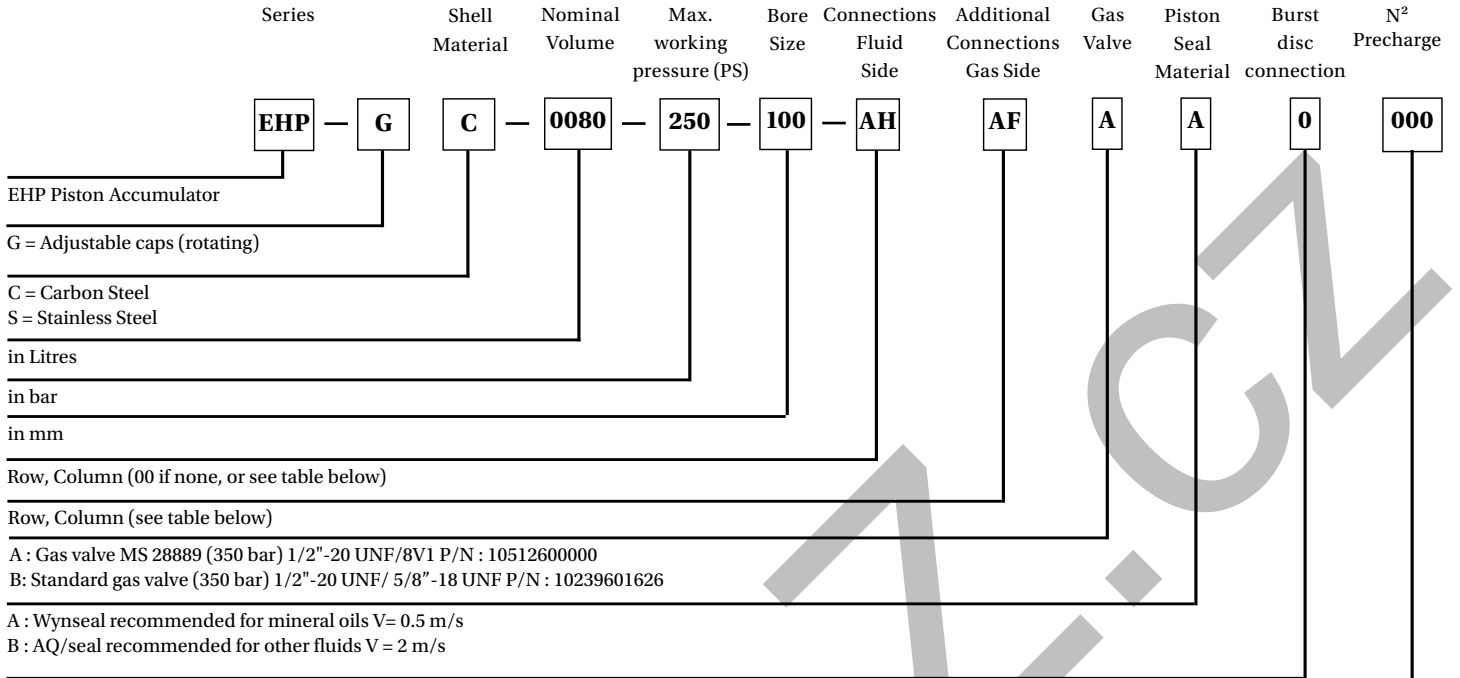 Series Shell Nominal Max. Bore Connections Additional Gas Piston Burst N²
Material Volume working Size Fluid Connections Valve Seal disc Precharge
pressure (PS) Side Gas Side Material connection
EHP — G C — 0080 — 250 — 100 — AH AF A A 0 000
EHP Piston Accumulator
G = Adjustable caps (rotating)
C = Carbon Steel
S = Stainless Steel
in Litres
in bar
in mm
Row, Column (00 if none, or see table below)
Row, Column (see table below)
A : Gas valve MS 28889 (350 bar) 1/2"-20 UNF/8V1 P/N : 10512600000
B: Standard gas valve (350 bar) 1/2"-20 UNF/ 5/8”-18 UNF P/N : 10239601626
A : Wynseal recommended for mineral oils V= 0.5 m/s
B : AQ/seal recommended for other fluids V = 2 m/s
Z.CZ